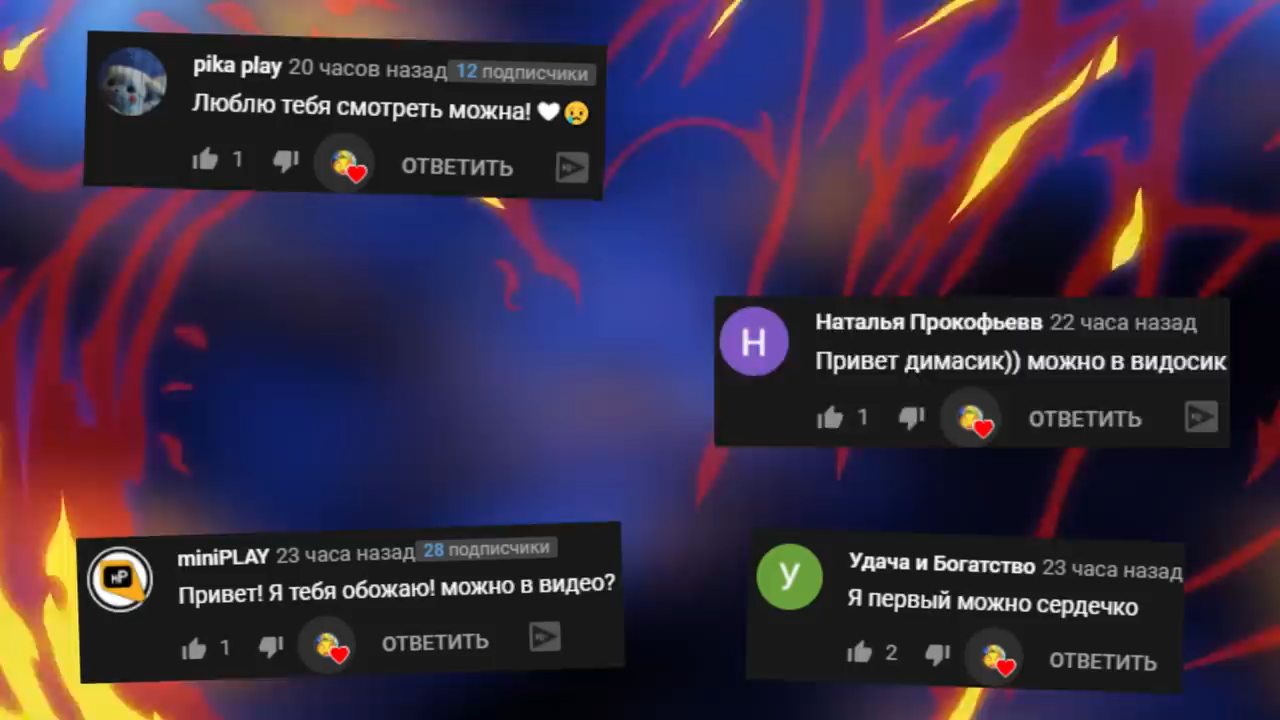 pika play 20 часов назад 12 подписчики
Люблю тебя смотреть можна! 🤍😢
1 ОТВЕТИТЬ
Наталья Прокофьевв 22 часа назад
Н
Привет димасик)) можно в видосик
1 ОТВЕТИТЬ
miniPLAY 23 часа назад 28 подписчики
мР
Привет! Я тебя обожаю! можно в видео?
1 ОТВЕТИТЬ
Удача и Богатство 23 часа назад
У
Я первый можно сердечко
2 ОТВЕТИТЬ